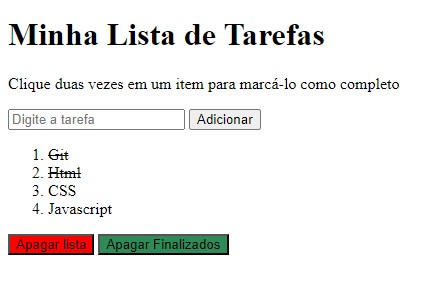 Minha Lista de Tarefas
Clique duas vezes em um item para marcá-lo como completo
Digite a tarefa Adicionar
1. Git
2. Html
3. CSS
4. Javascript
Apagar lista Apagar Finalizados